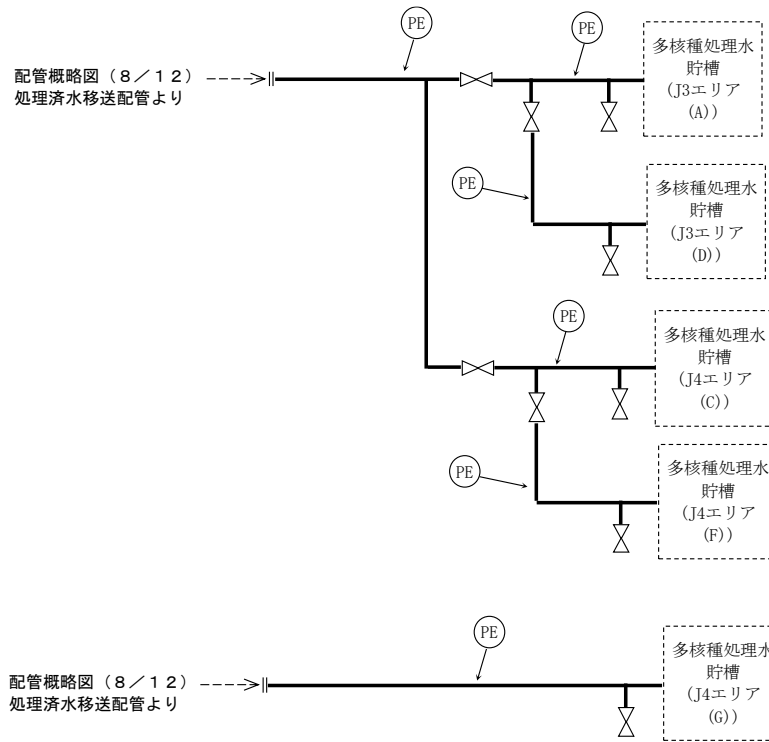 PE
PE
配管概略図（８／１２）
処理済水移送配管より
多核種処理水
貯槽
(J3エリア
(A))
PE
多核種処理水
貯槽
(J3エリア
(D))
PE
多核種処理水
貯槽
(J4エリア
(C))
PE
多核種処理水
貯槽
(J4エリア
(F))
PE
配管概略図（８／１２）
処理済水移送配管より
多核種処理水
貯槽
(J4エリア
(G))